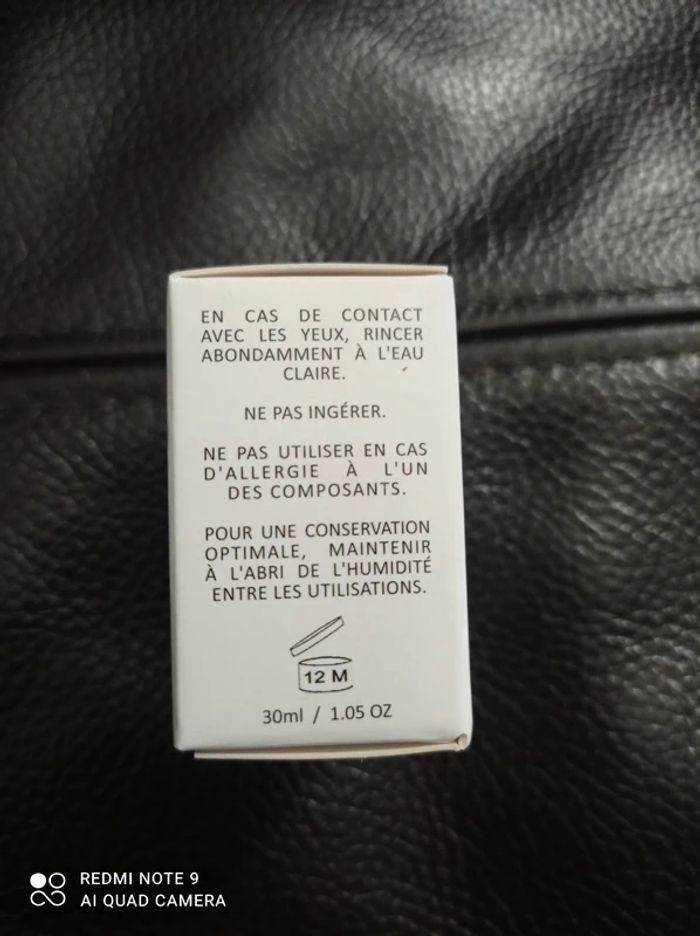 EN CAS DE CONTACT
AVEC LES YEUX, RINCER
ABONDAMMENT À L'EAU
CLAIRE.
NE PAS INGÉRER.
NE PAS UTILISER EN CAS
D'ALLERGIE À L'UN
DES COMPOSANTS.
POUR UNE CONSERVATION
OPTIMALE, MAINTENIR
À L'ABRI DE L'HUMIDITÉ
ENTRE LES UTILISATIONS.
12 M
30ml / 1.05 OZ
REDMI NOTE 9
AI QUAD CAMERA